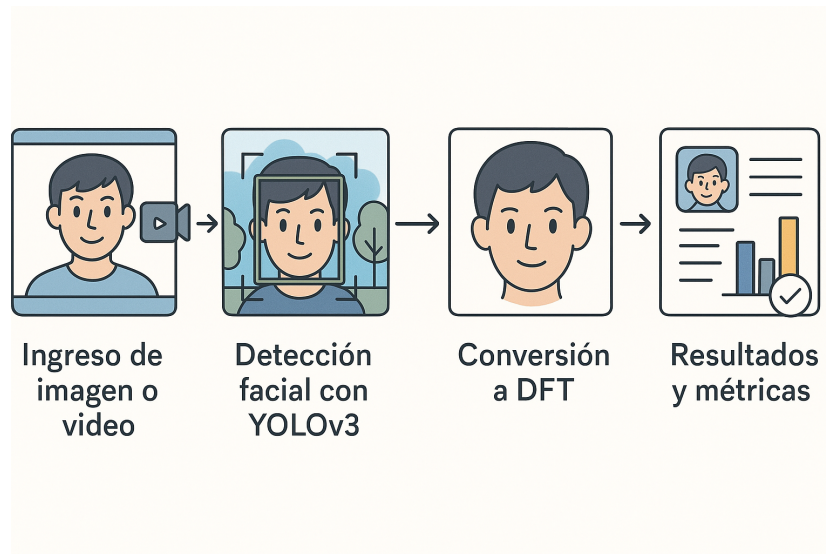 Ingreso de
imagen o
video
Detección
facial con
YOLOv3
Conversión
a DFT
Resultados
y métricas